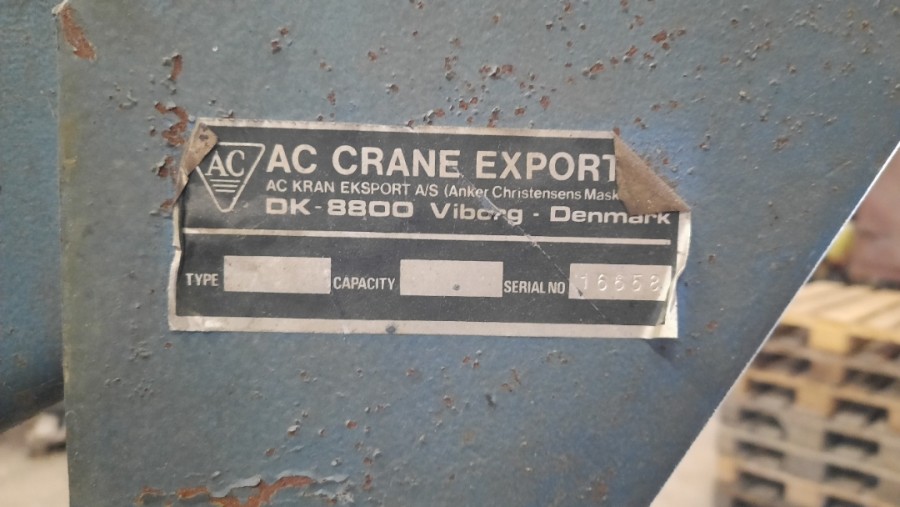 AC
AC CRANE EXPORT
AC KRAN EKSPORT A/S (Anker Christensens Mask
DK-8800 Viborg - Denmark
TYPE CAPACITY SERIAL NO 16658